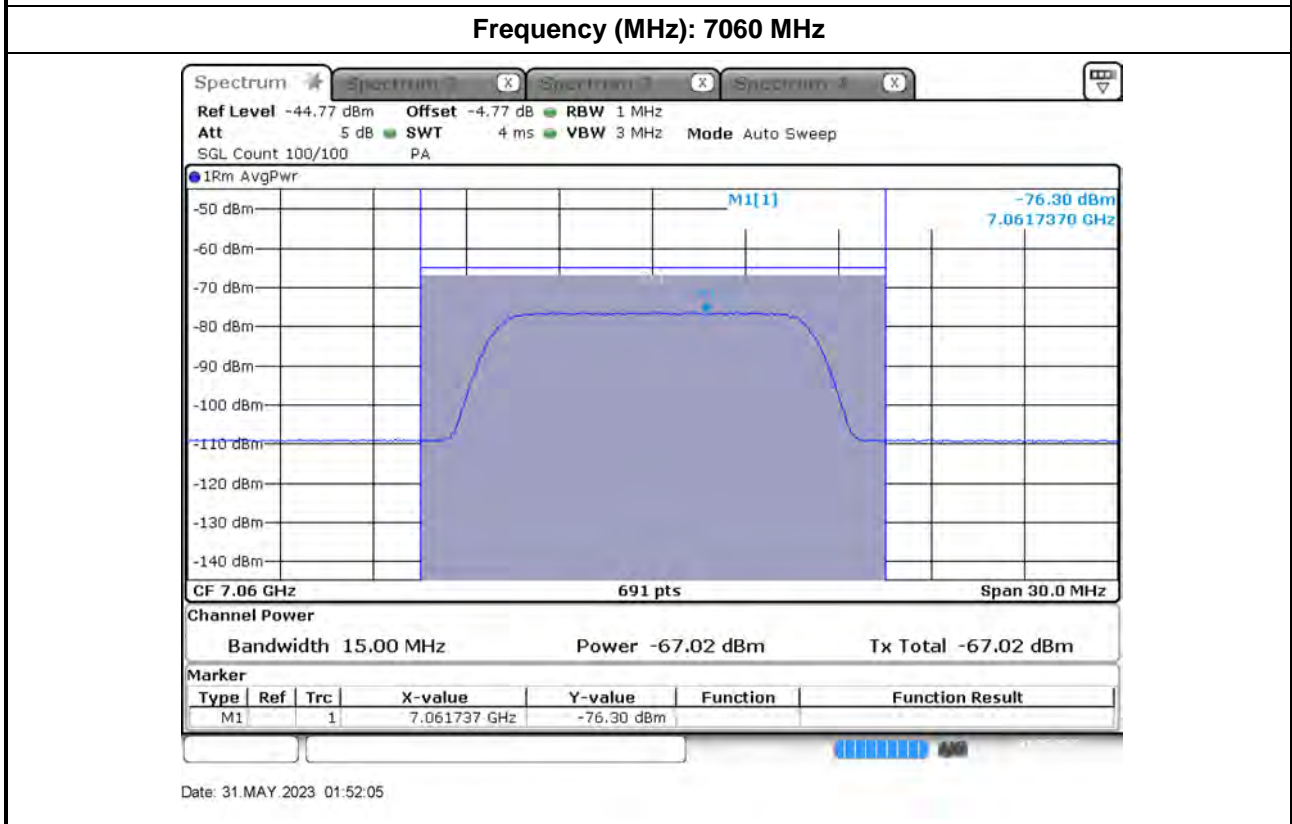 Frequency (MHz): 7060 MHz
Spectrum
Ref Level -44.77 dBm Offset -4.77 dB RBW 1 MHz
Att 5 dB SWT 4 ms VBW 3 MHz Mode Auto Sweep
SGL Count 100/100 PA
1Rm AvgPwr
M1[1] -76.30 dBm
7.0617370 GHz
-50 dBm
-60 dBm
-70 dBm
-80 dBm
-90 dBm
-100 dBm
-110 dBm
-120 dBm
-130 dBm
-140 dBm
CF 7.06 GHz 691 pts Span 30.0 MHz
Channel Power
Bandwidth 15.00 MHz Power -67.02 dBm Tx Total -67.02 dBm
Marker
Type Ref Trc X-value Y-value Function Function Result
M1 1 7.061737 GHz -76.30 dBm
Date: 31.MAY.2023 01:52:05